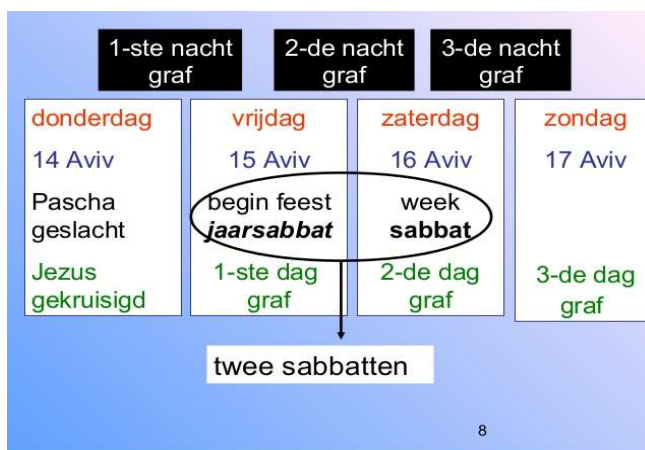 1-ste nacht
graf
2-de nacht
graf
3-de nacht
graf
donderdag
14 Aviv
Pascha
geslacht
Jezus
gekruisigd
vrijdag
15 Aviv
begin feest
jaarsabbat
1-ste dag
graf
zaterdag
16 Aviv
week
sabbat
2-de dag
graf
zondag
17 Aviv
3-de dag
graf
twee sabbatten
8